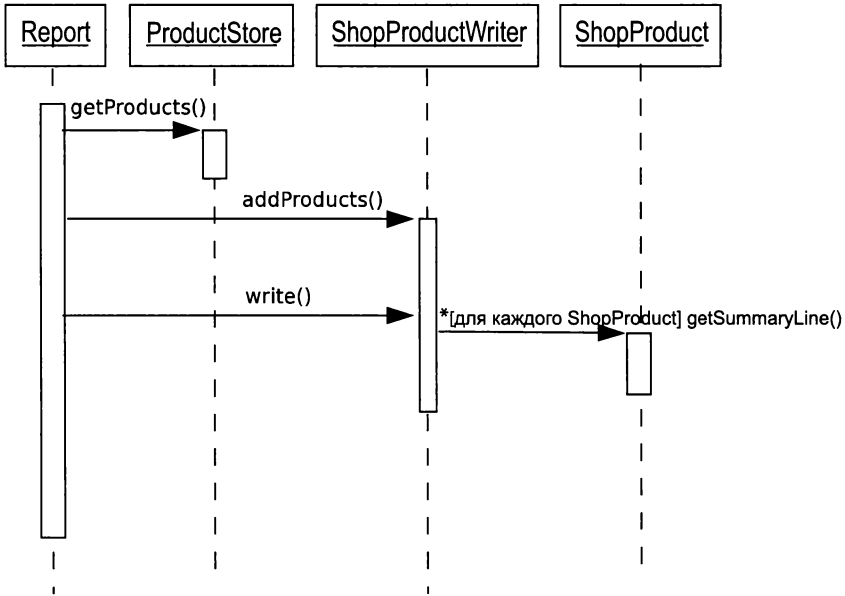 Report
ProductStore
ShopProductWriter
ShopProduct
getProducts()
addProducts()
write()
*[для каждого ShopProduct] getSummaryLine()